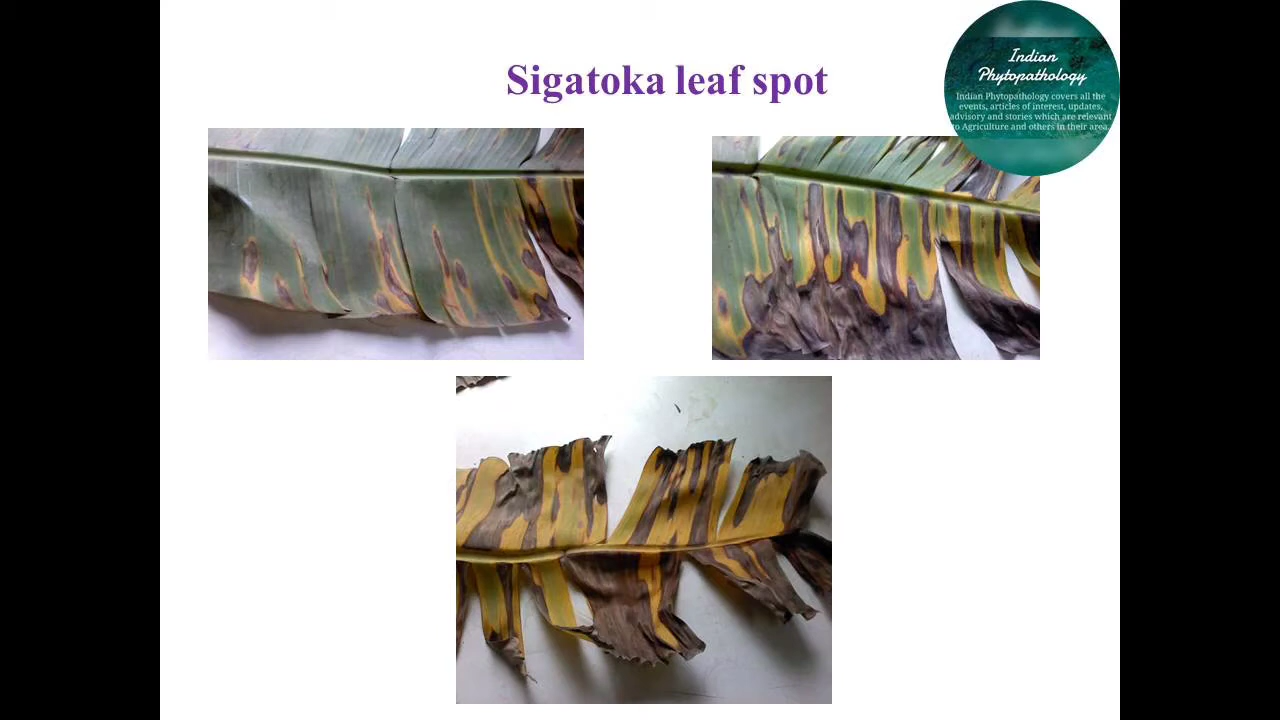 Sigatoka leaf spot
Indian
Phytopathology
Indian Phytopathology covers all the
events, articles of interest, updates,
advisory and stories which are relevant
to Agriculture and others in their area.